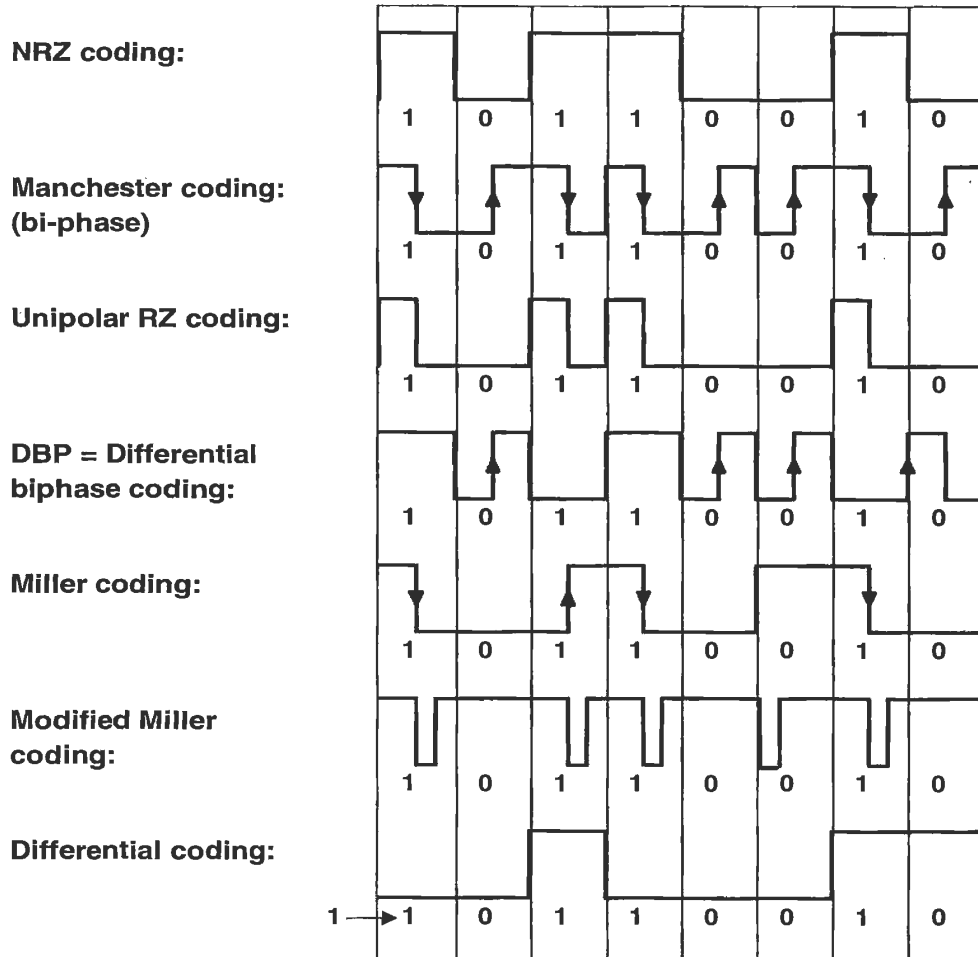 NRZ coding:
1 0 1 1 0 0 1 0
Manchester coding:
(bi-phase)
1 0 1 1 0 0 1 0
Unipolar RZ coding:
1 0 1 1 0 0 1 0
DBP = Differential
biphase coding:
1 0 1 1 0 0 1 0
Miller coding:
1 0 1 1 0 0 1 0
Modified Miller
coding:
1 0 1 1 0 0 1 0
Differential coding:
1 1 0 1 1 0 0 1 0